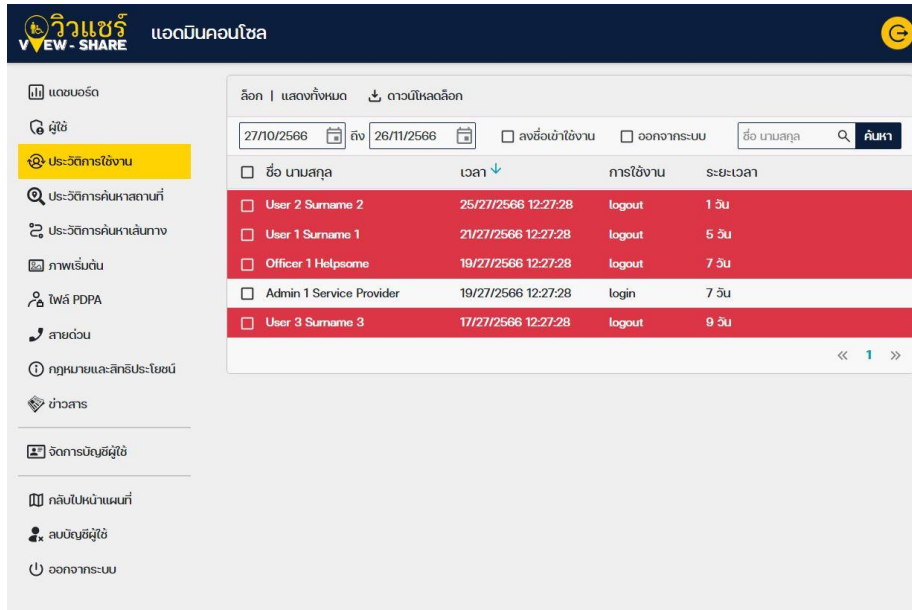 วิวแชร์
VIEW - SHARE
แอดมินคอนโซล
แดชบอร์ด
ผู้ใช้
ประวัติการใช้งาน
ประวัติการค้นหาสถานที่
ประวัติการค้นหาเส้นทาง
ภาพเริ่มต้น
ไฟล์ PDPA
สายด่วน
กฎหมายและสิทธิประโยชน์
ข่าวสาร
จัดการบัญชีผู้ใช้
กลับไปหน้าแผนที่
ลบบัญชีผู้ใช้
ออกจากระบบ
ล็อก | แสดงทั้งหมด ดาวน์โหลดล็อก
27/10/2566 ถึง 26/11/2566 ลงชื่อเข้าใช้งาน ออกจากระบบ ชื่อ นามสกุล ค้นหา
ชื่อ นามสกุล เวลา การใช้งาน ระยะเวลา
User 2 Surname 2 25/27/2566 12:27:28 logout 1 วัน
User 1 Surname 1 21/27/2566 12:27:28 logout 5 วัน
Officer 1 Helpsome 19/27/2566 12:27:28 logout 7 วัน
Admin 1 Service Provider 19/27/2566 12:27:28 login 7 วัน
User 3 Surname 3 17/27/2566 12:27:28 logout 9 วัน
« 1 »